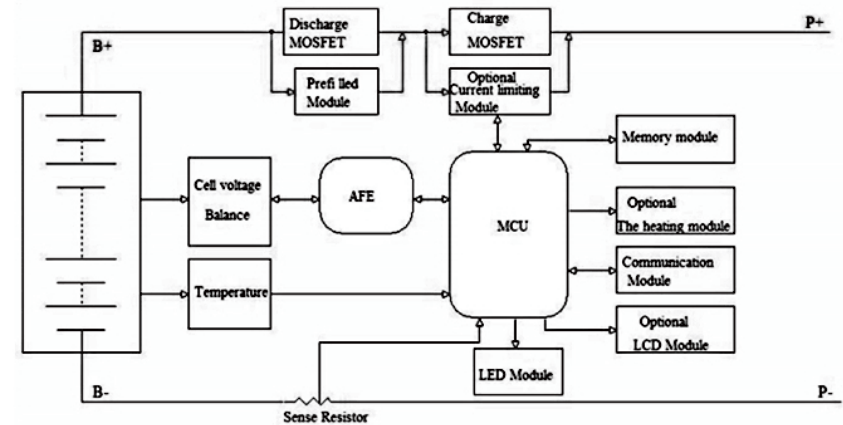 B+
Discharge
MOSFET
Charge
MOSFET
P+
Prefi lled
Module
Optional
Current limiting
Module
Memory module
Cell voltage
Balance
AFE
MCU
Optional
The heating module
Communication
Module
Temperature
Optional
LCD Module
LED Module
B-
Sense Resistor
P-